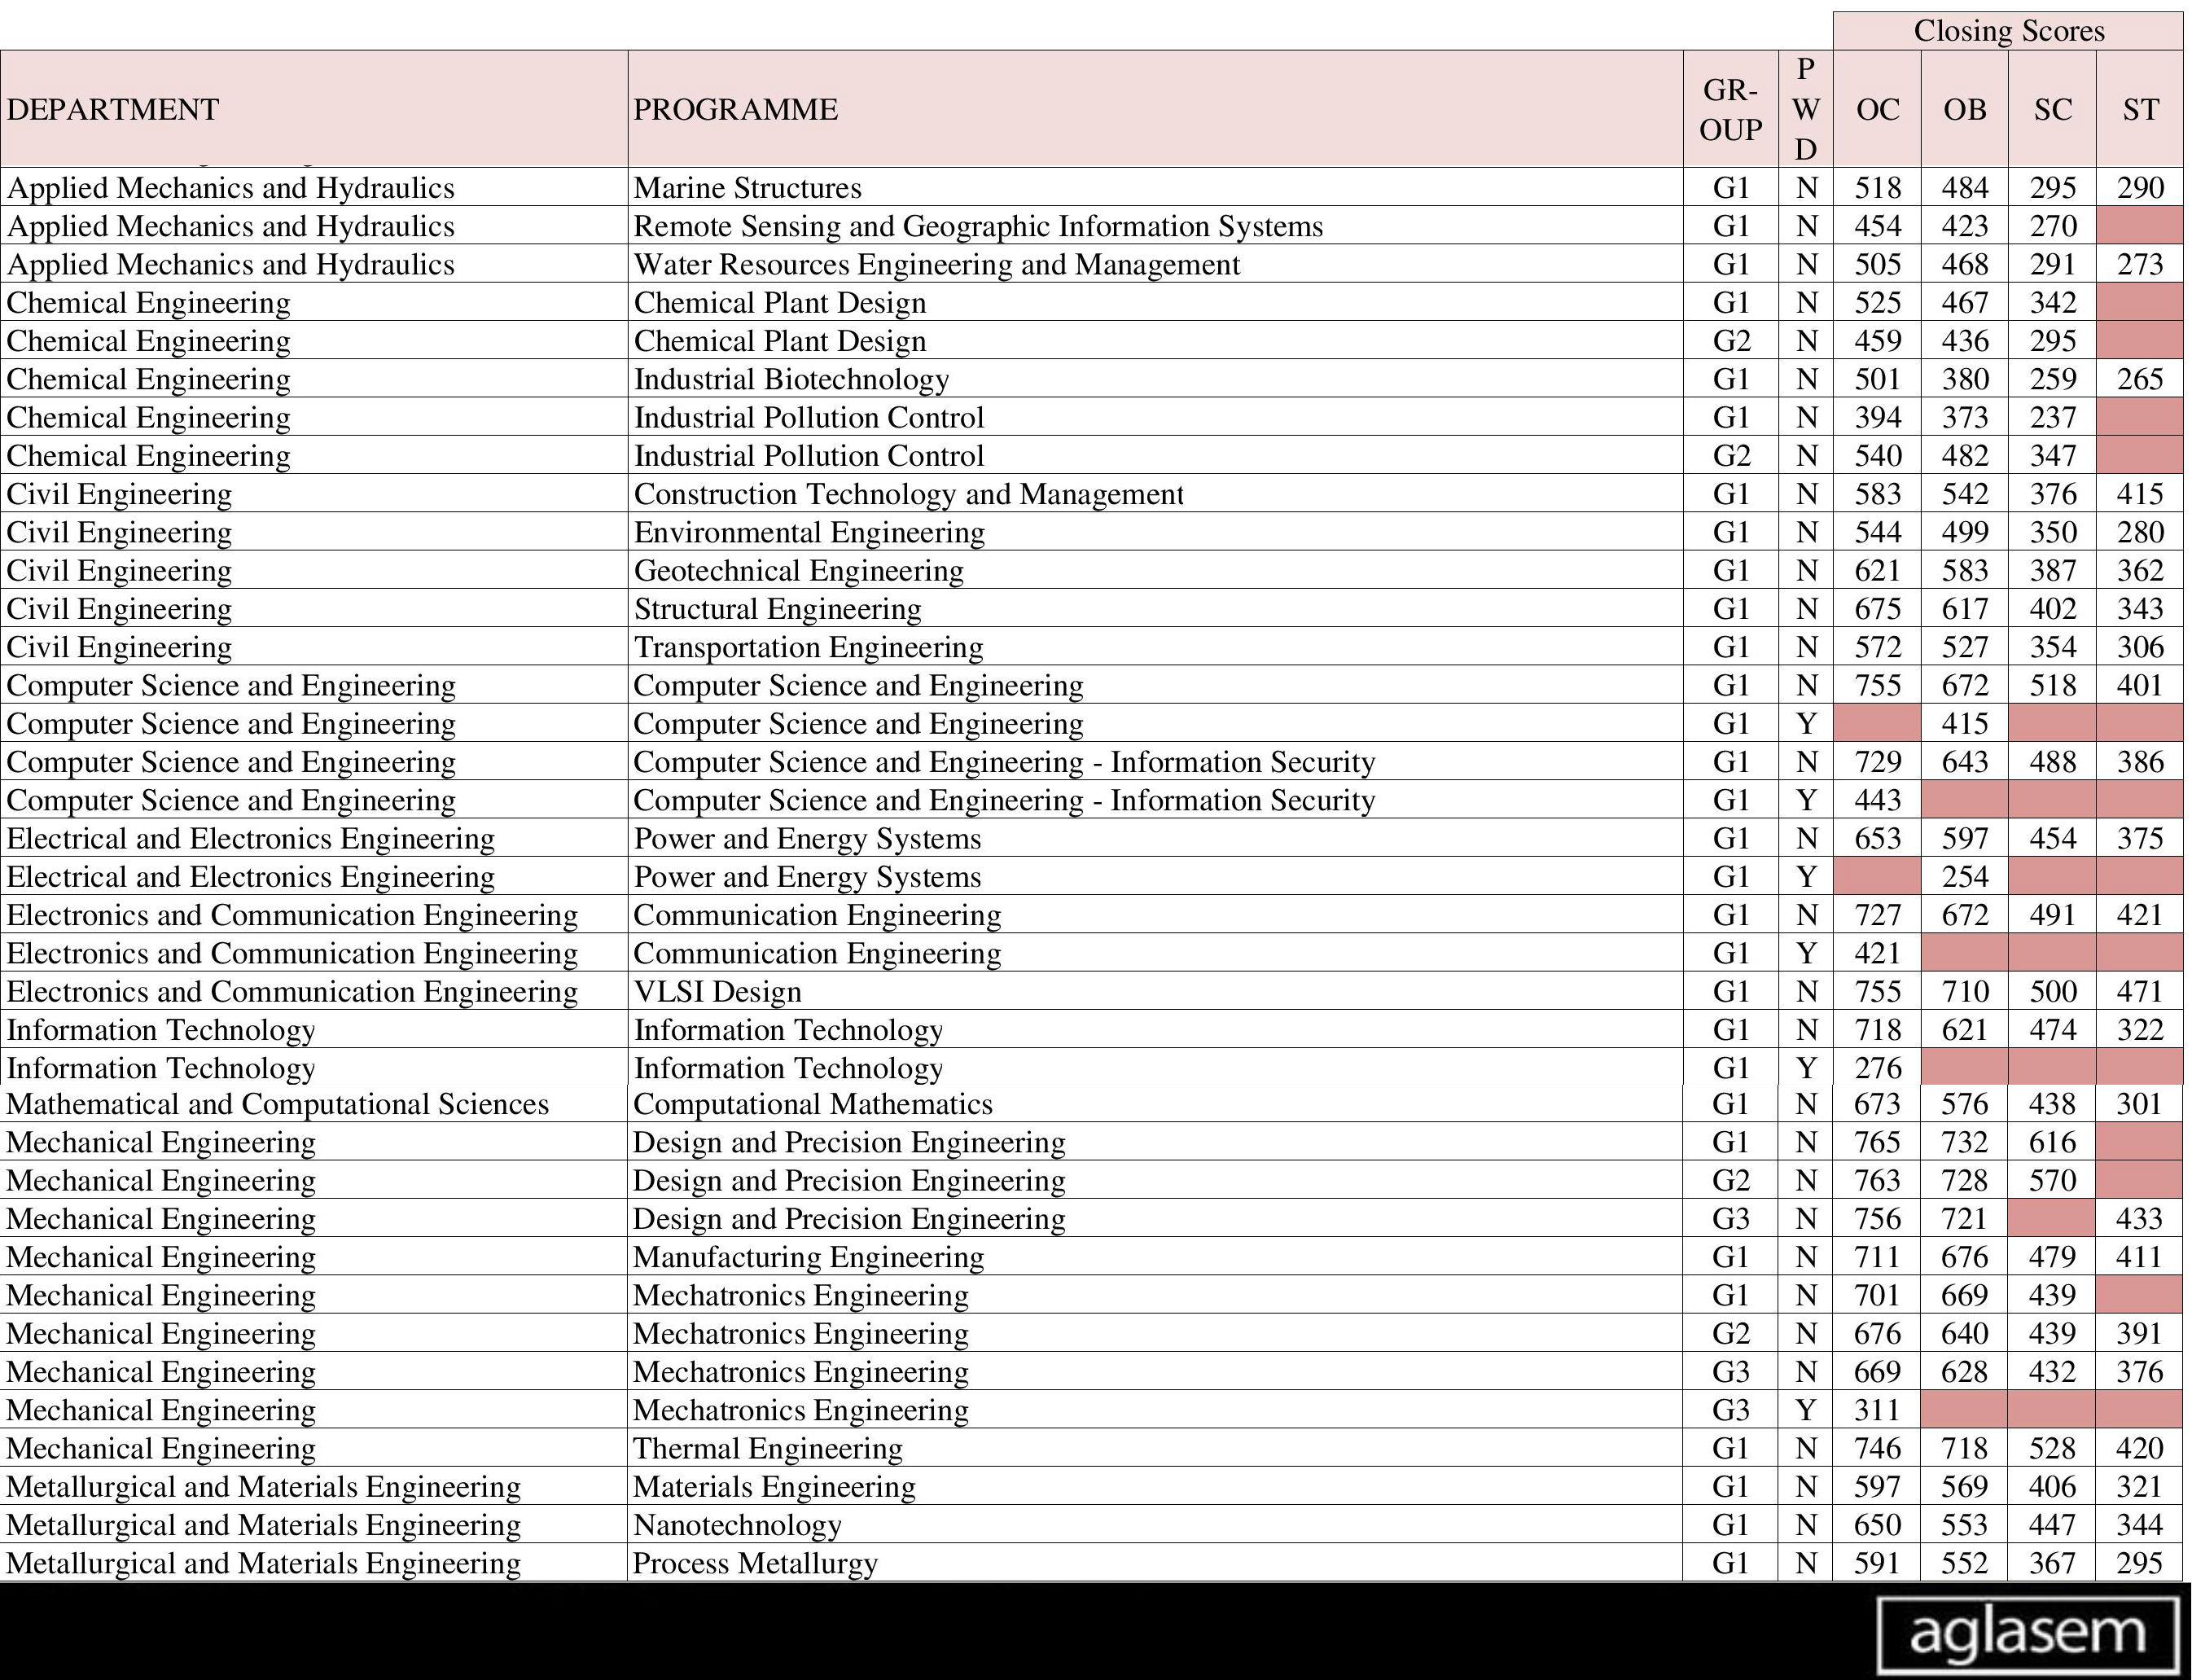 Closing Scores
DEPARTMENT PROGRAMME GR-OUP PWD OC OB SC ST
Applied Mechanics and Hydraulics Marine Structures G1 N 518 484 295 290
Applied Mechanics and Hydraulics Remote Sensing and Geographic Information Systems G1 N 454 423 270
Applied Mechanics and Hydraulics Water Resources Engineering and Management G1 N 505 468 291 273
Chemical Engineering Chemical Plant Design G1 N 525 467 342
Chemical Engineering Chemical Plant Design G2 N 459 436 295
Chemical Engineering Industrial Biotechnology G1 N 501 380 259 265
Chemical Engineering Industrial Pollution Control G1 N 394 373 237
Chemical Engineering Industrial Pollution Control G2 N 540 482 347
Civil Engineering Construction Technology and Management G1 N 583 542 376 415
Civil Engineering Environmental Engineering G1 N 544 499 350 280
Civil Engineering Geotechnical Engineering G1 N 621 583 387 362
Civil Engineering Structural Engineering G1 N 675 617 402 343
Civil Engineering Transportation Engineering G1 N 572 527 354 306
Computer Science and Engineering Computer Science and Engineering G1 N 755 672 518 401
Computer Science and Engineering Computer Science and Engineering G1 Y 415
Computer Science and Engineering Computer Science and Engineering - Information Security G1 N 729 643 488 386
Computer Science and Engineering Computer Science and Engineering - Information Security G1 Y 443
Electrical and Electronics Engineering Power and Energy Systems G1 N 653 597 454 375
Electrical and Electronics Engineering Power and Energy Systems G1 Y 254
Electronics and Communication Engineering Communication Engineering G1 N 727 672 491 421
Electronics and Communication Engineering Communication Engineering G1 Y 421
Electronics and Communication Engineering VLSI Design G1 N 755 710 500 471
Information Technology Information Technology G1 N 718 621 474 322
Information Technology Information Technology G1 Y 276
Mathematical and Computational Sciences Computational Mathematics G1 N 673 576 438 301
Mechanical Engineering Design and Precision Engineering G1 N 765 732 616
Mechanical Engineering Design and Precision Engineering G2 N 763 728 570
Mechanical Engineering Design and Precision Engineering G3 N 756 721 433
Mechanical Engineering Manufacturing Engineering G1 N 711 676 479 411
Mechanical Engineering Mechatronics Engineering G1 N 701 669 439
Mechanical Engineering Mechatronics Engineering G2 N 676 640 439 391
Mechanical Engineering Mechatronics Engineering G3 N 669 628 432 376
Mechanical Engineering Mechatronics Engineering G3 Y 311
Mechanical Engineering Thermal Engineering G1 N 746 718 528 420
Metallurgical and Materials Engineering Materials Engineering G1 N 597 569 406 321
Metallurgical and Materials Engineering Nanotechnology G1 N 650 553 447 344
Metallurgical and Materials Engineering Process Metallurgy G1 N 591 552 367 295
aglasem